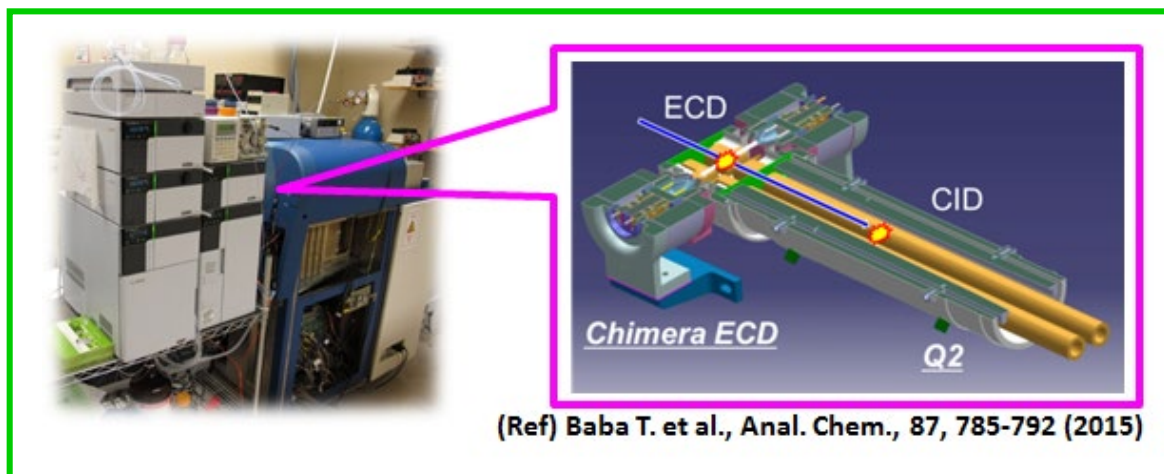 ECD
CID
Chimera ECD
Q2
(Ref) Baba T. et al., Anal. Chem., 87, 785-792 (2015)